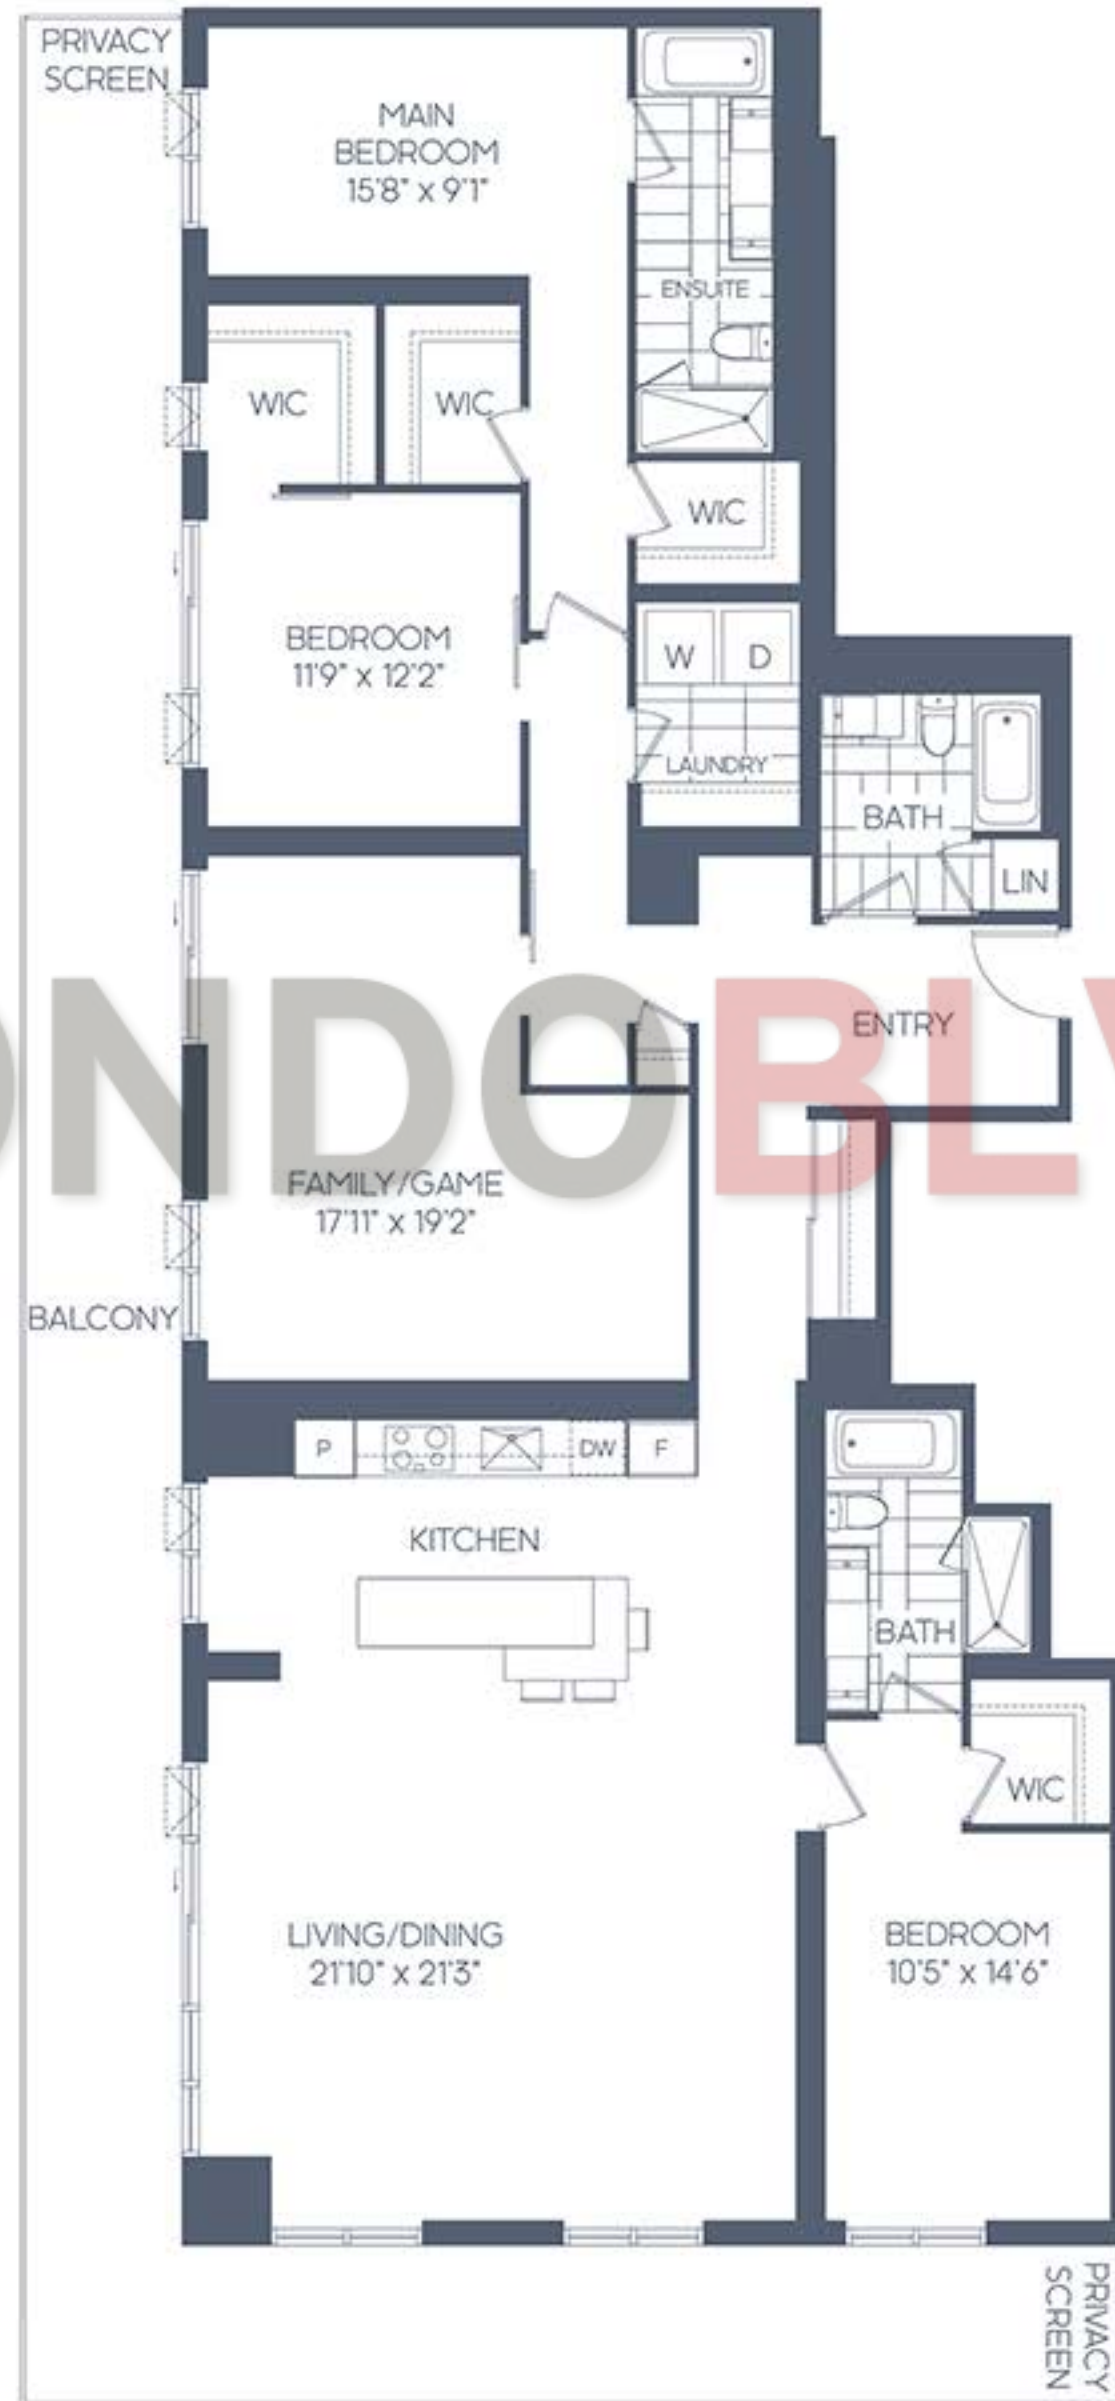 PRIVACY
SCREEN
MAIN
BEDROOM
15'8" x 9'1"
ENSUITE
WIC
WIC
WIC
BEDROOM
11'9" x 12'2"
W
D
LAUNDRY
BATH
LIN
ENTRY
ONDOBLV
FAMILY/GAME
17'11" x 19'2"
BALCONY
P
DW
F
KITCHEN
BATH
WIC
LIVING/DINING
21'10" x 21'3"
BEDROOM
10'5" x 14'6"
PRIVACY
SCREEN